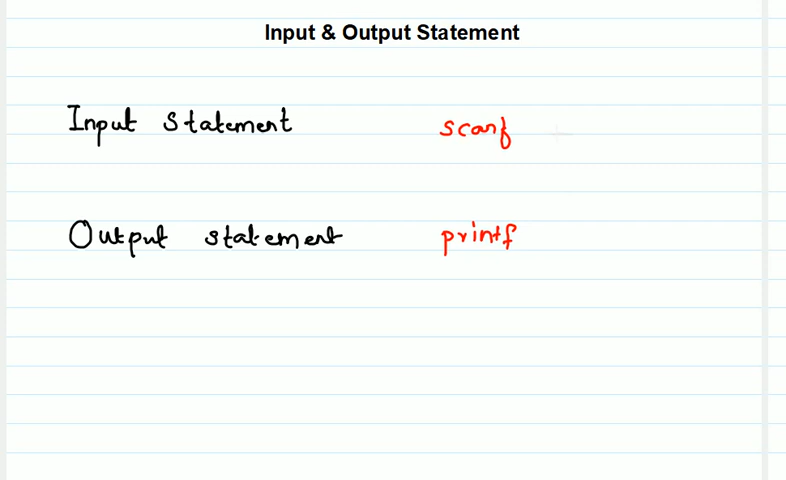 Input & Output Statement
Input Statement scanf
Output statement printf